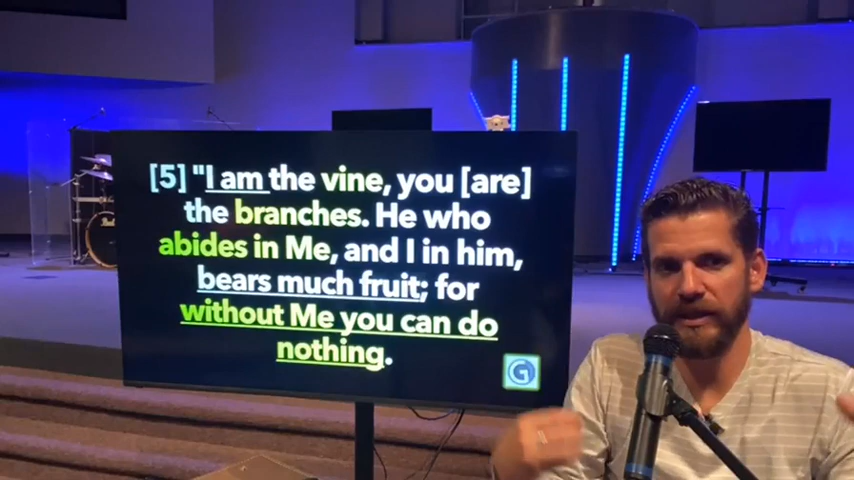 [5] "I am the vine, you [are]
the branches. He who
abides in Me, and I in him,
bears much fruit; for
without Me you can do
nothing.
G